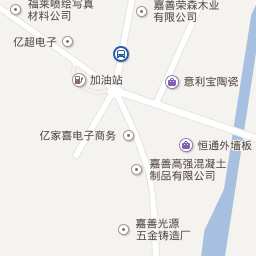 福莱喷绘写真
材料公司
嘉善荣森木业
有限公司
亿超电子
加油站
意利宝陶瓷
亿家喜电子商务
恒通外墙板
嘉善高强混凝土
制品有限公司
嘉善光源
五金铸造厂